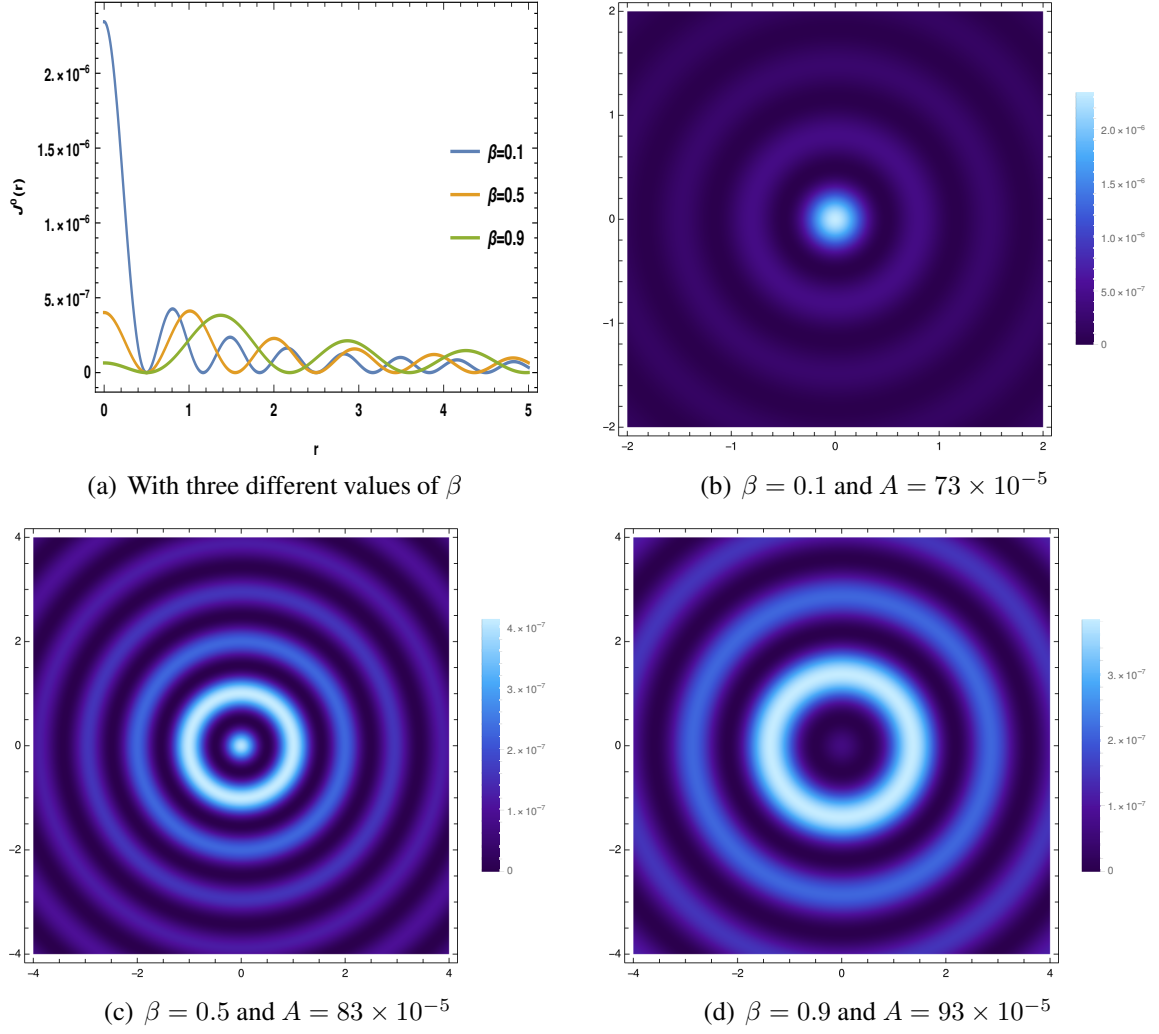 2.×10⁻⁶
1.5×10⁻⁶
1.×10⁻⁶
5.×10⁻⁷
0
J⁰(r)
β=0.1
β=0.5
β=0.9
0 1 2 3 4 5
r
(a) With three different values of β
2
1
0
-1
-2
-2 -1 0 1 2
2.0×10⁻⁶
1.5×10⁻⁶
1.0×10⁻⁶
5.0×10⁻⁷
0
(b) β = 0.1 and A = 73 × 10⁻⁵
4
2
0
-2
-4
-4 -2 0 2 4
4.×10⁻⁷
3.×10⁻⁷
2.×10⁻⁷
1.×10⁻⁷
0
(c) β = 0.5 and A = 83 × 10⁻⁵
4
2
0
-2
-4
-4 -2 0 2 4
3.×10⁻⁷
2.×10⁻⁷
1.×10⁻⁷
0
(d) β = 0.9 and A = 93 × 10⁻⁵